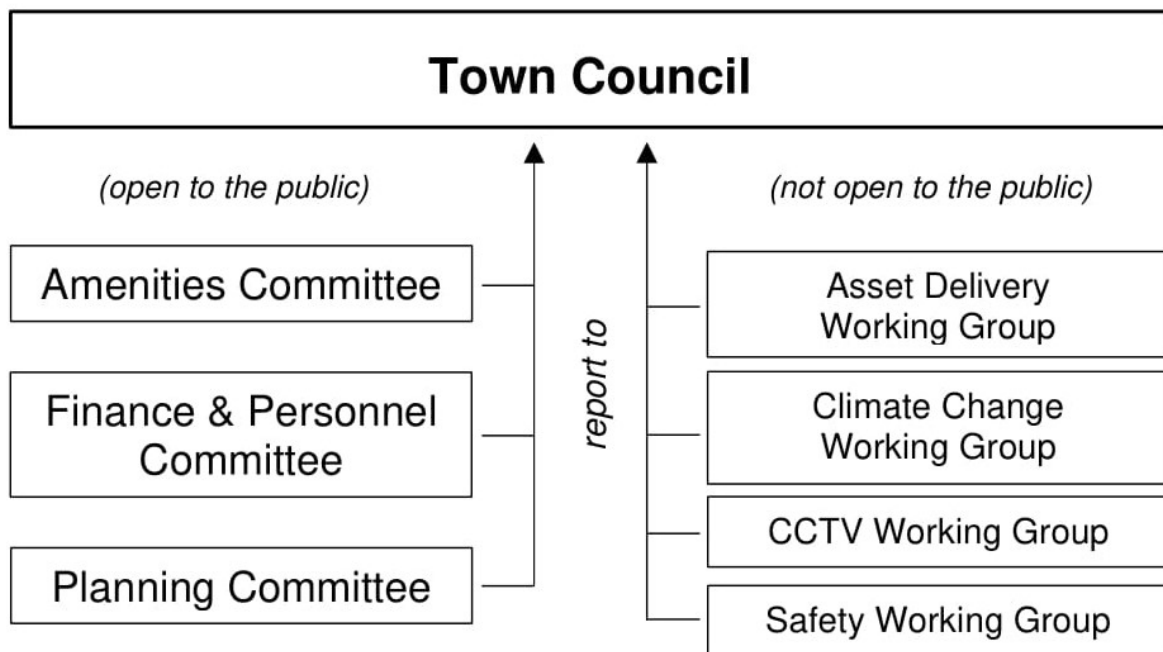 Town Council
(open to the public)
(not open to the public)
Amenities Committee
Finance & Personnel
Committee
Planning Committee
report to
Asset Delivery
Working Group
Climate Change
Working Group
CCTV Working Group
Safety Working Group